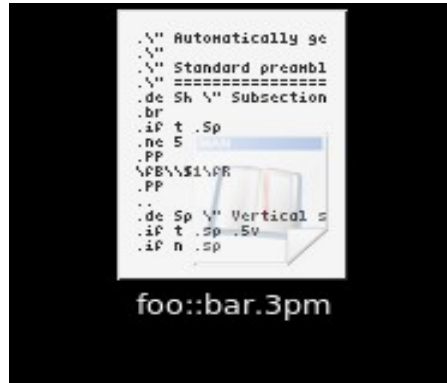 .\" Automatically ge
.\"
.\" Standard preambl
.\" ================
.de Sh \" Subsection
.br
.if t .Sp
.ne 5
.PP
\fB\\$1\fR
.PP
..
.de Sp \" Vertical s
.if t .sp .5v
.if n .sp
MAN
foo::bar.3pm